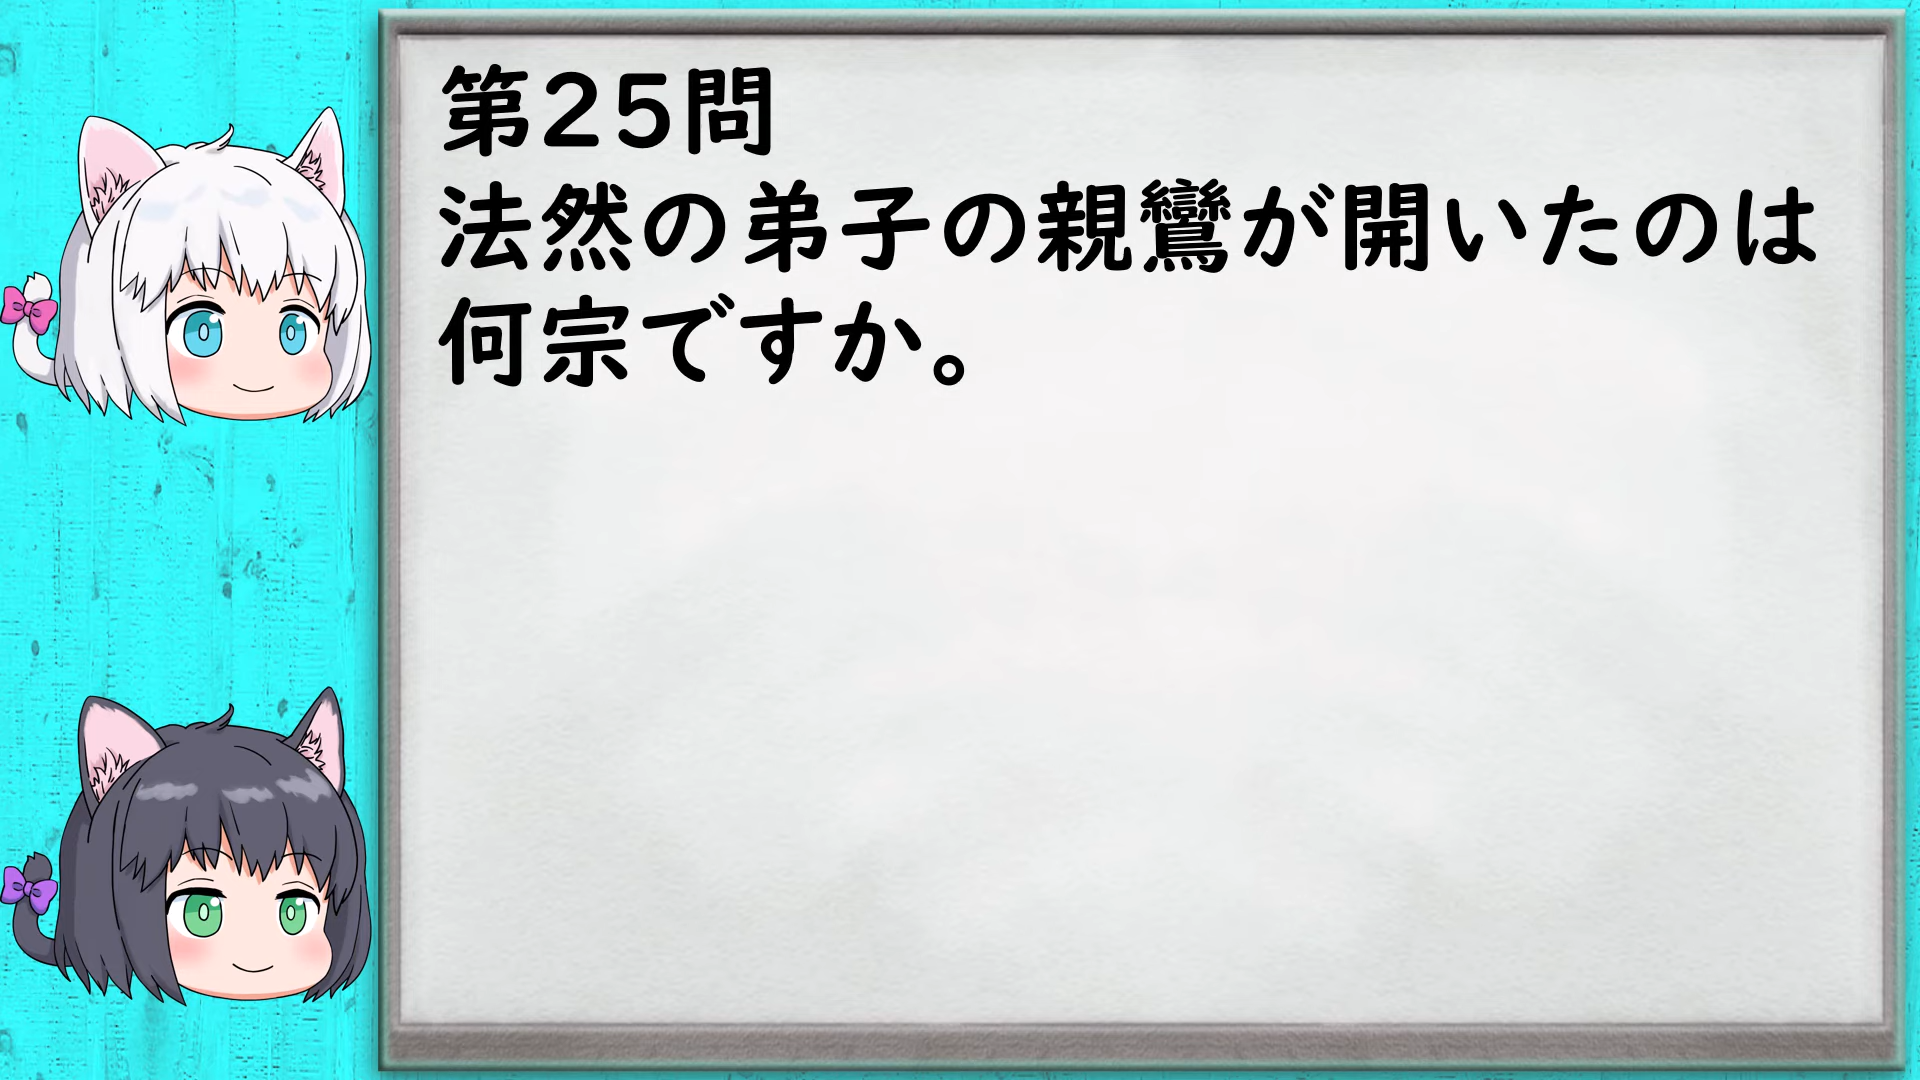 第25問
法然の弟子の親鸞が開いたのは
何宗ですか。